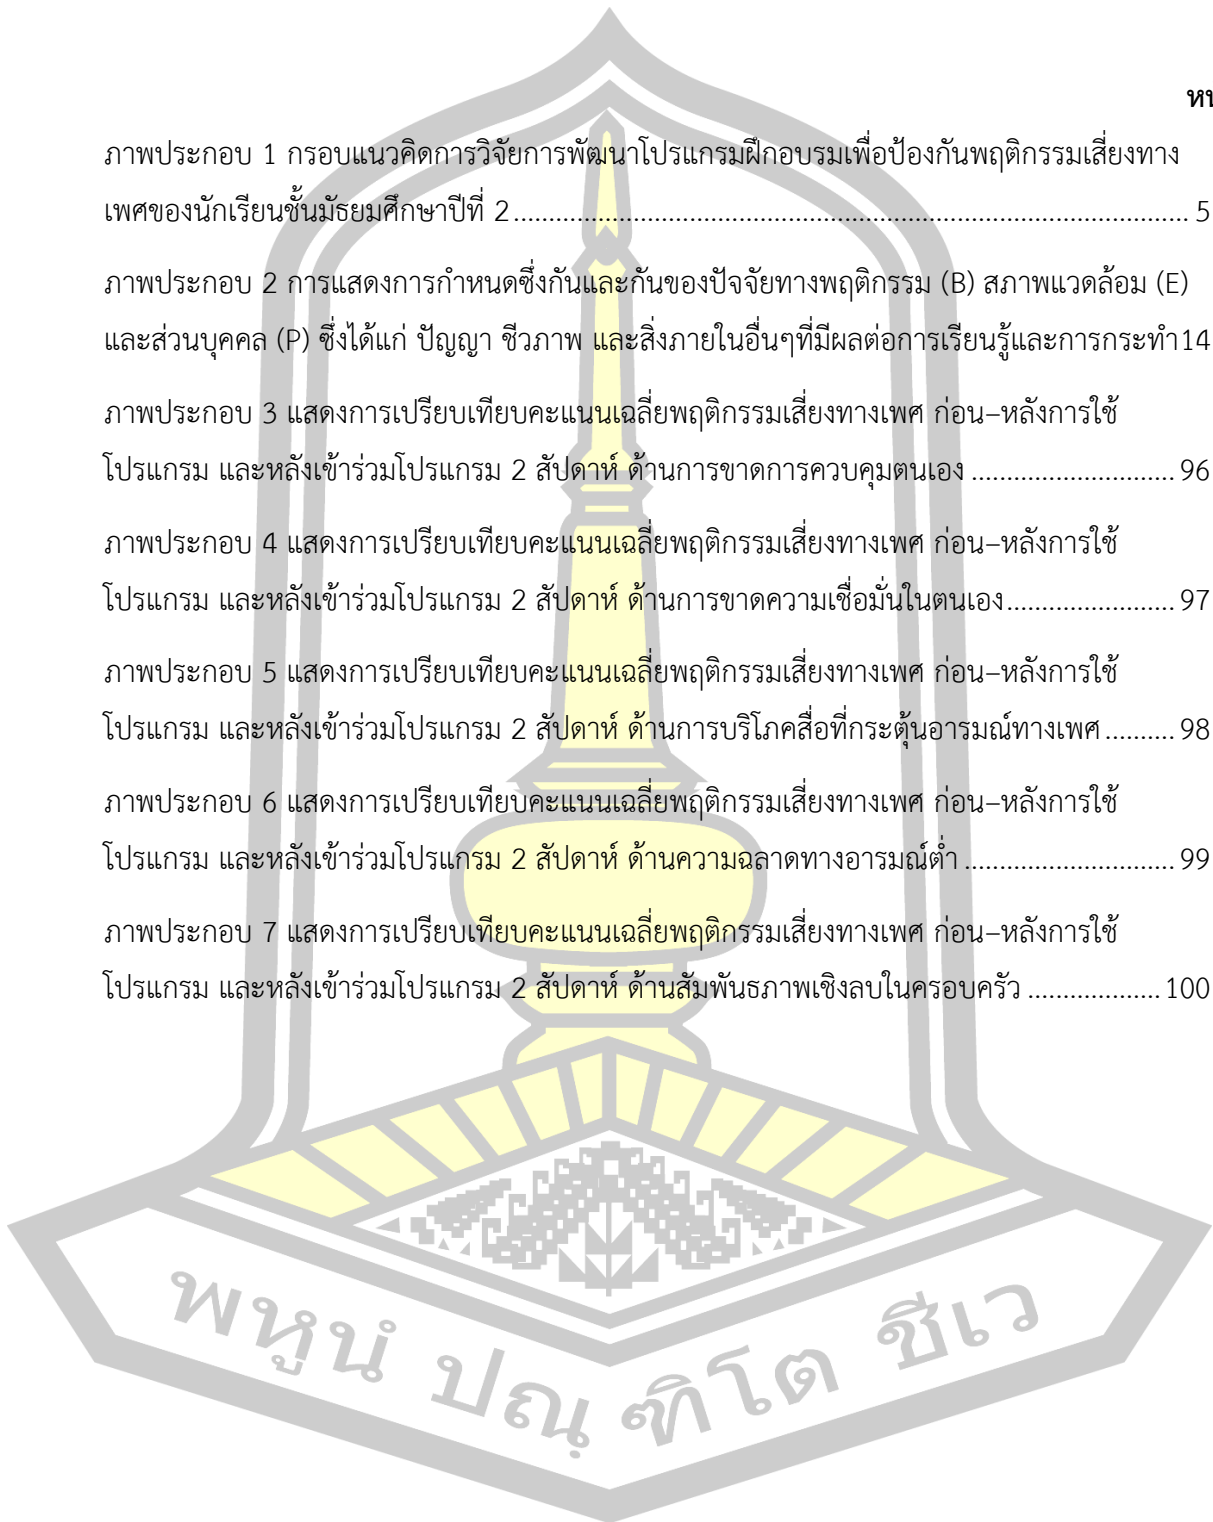 ภาพประกอบ 1 กรอบแนวคิดการวิจัยการพัฒนาโปรแกรมฝึกอบรมเพื่อป้องกันพฤติกรรมเสี่ยงทาง
เพศของนักเรียนชั้นมัธยมศึกษาปีที่ 2................................................................................................ 5
ภาพประกอบ 2 การแสดงการกำหนดซึ่งกันและกันของปัจจัยทางพฤติกรรม (B) สภาพแวดล้อม (E)
และส่วนบุคคล (P) ซึ่งได้แก่ ปัญญา ชีวภาพ และสิ่งภายในอื่นๆที่มีผลต่อการเรียนรู้และการกระทำ14
ภาพประกอบ 3 แสดงการเปรียบเทียบคะแนนเฉลี่ยพฤติกรรมเสี่ยงทางเพศ ก่อน–หลังการใช้
โปรแกรม และหลังเข้าร่วมโปรแกรม 2 สัปดาห์ ด้านการขาดการควบคุมตนเอง ............................. 96
ภาพประกอบ 4 แสดงการเปรียบเทียบคะแนนเฉลี่ยพฤติกรรมเสี่ยงทางเพศ ก่อน–หลังการใช้
โปรแกรม และหลังเข้าร่วมโปรแกรม 2 สัปดาห์ ด้านการขาดความเชื่อมั่นในตนเอง........................ 97
ภาพประกอบ 5 แสดงการเปรียบเทียบคะแนนเฉลี่ยพฤติกรรมเสี่ยงทางเพศ ก่อน–หลังการใช้
โปรแกรม และหลังเข้าร่วมโปรแกรม 2 สัปดาห์ ด้านการบริโภคสื่อที่กระตุ้นอารมณ์ทางเพศ.......... 98
ภาพประกอบ 6 แสดงการเปรียบเทียบคะแนนเฉลี่ยพฤติกรรมเสี่ยงทางเพศ ก่อน–หลังการใช้
โปรแกรม และหลังเข้าร่วมโปรแกรม 2 สัปดาห์ ด้านความฉลาดทางอารมณ์ต่ำ .............................. 99
ภาพประกอบ 7 แสดงการเปรียบเทียบคะแนนเฉลี่ยพฤติกรรมเสี่ยงทางเพศ ก่อน–หลังการใช้
โปรแกรม และหลังเข้าร่วมโปรแกรม 2 สัปดาห์ ด้านสัมพันธภาพเชิงลบในครอบครัว ................... 100
พหูนํ ปณฺฑิโต ชีเว